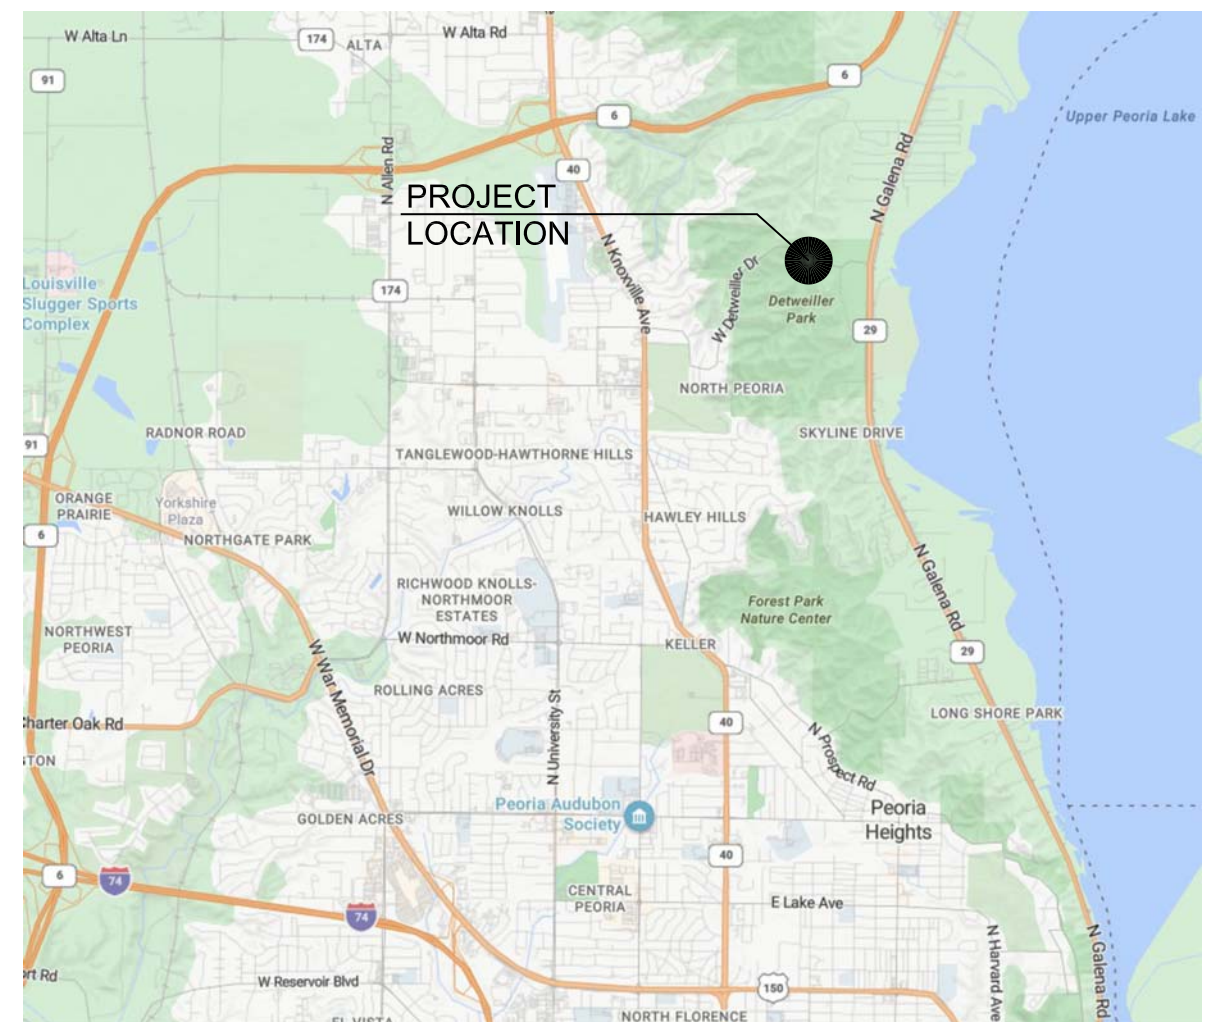 W Alta Ln
174
ALTA
W Alta Rd
91
6
6
Upper Peoria Lake
N Allen Rd
40
N Galena Rd
PROJECT
LOCATION
N Knoxville Ave
W Detweiller Dr
Louisville
Slugger Sports
Complex
174
Detweiller
Park
29
NORTH PEORIA
RADNOR ROAD
SKYLINE DRIVE
91
TANGLEWOOD-HAWTHORNE HILLS
ORANGE
PRAIRIE
Yorkshire
Plaza
WILLOW KNOLLS
HAWLEY HILLS
6
NORTHGATE PARK
N Galena Rd
RICHWOOD KNOLLS-
NORTHMOOR
ESTATES
Forest Park
Nature Center
NORTHWEST
PEORIA
W Northmoor Rd
KELLER
29
W War Memorial Dr
ROLLING ACRES
N University St
Charter Oak Rd
40
LONG SHORE PARK
N Prospect Rd
TON
Peoria Audubon
Society
Peoria
Heights
GOLDEN ACRES
40
6
74
74
CENTRAL
PEORIA
E Lake Ave
N Harvard Ave
N Galena Rd
ort Rd
W Reservoir Blvd
150
EL VISTA
NORTH FLORENCE